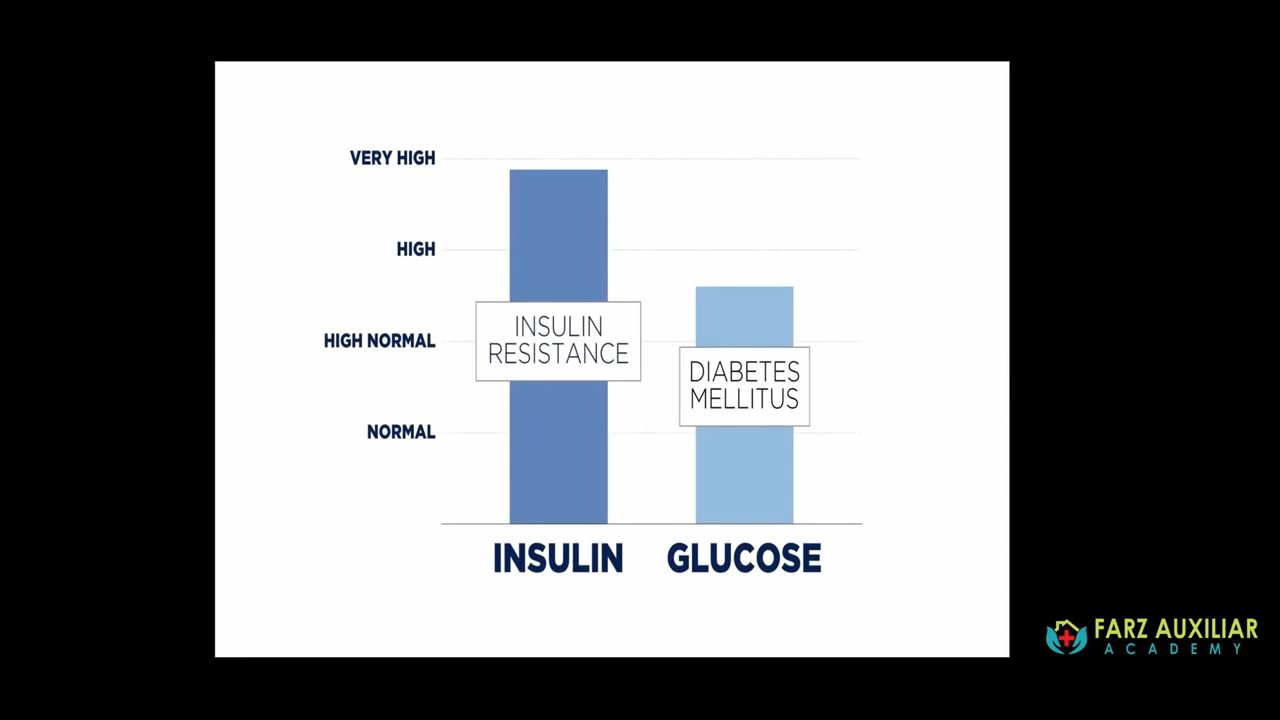 VERY HIGH
HIGH
HIGH NORMAL
NORMAL
INSULIN
RESISTANCE
DIABETES
MELLITUS
INSULIN
GLUCOSE
FARZ AUXILIAR
ACADEMY